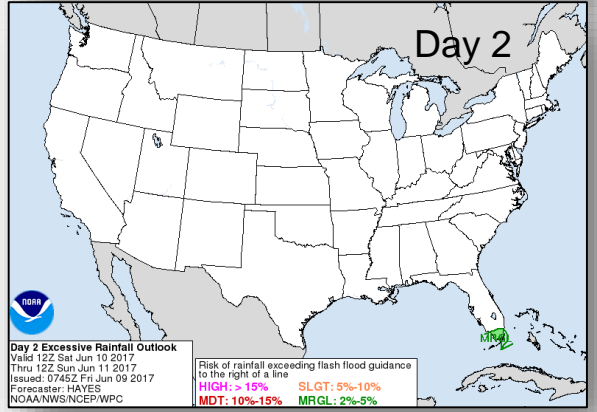 Day 2
MRGL
NOAA
Day 2 Excessive Rainfall Outlook
Valid 12Z Sat Jun 10 2017
Thru 12Z Sun Jun 11 2017
Issued: 0745Z Fri Jun 09 2017
Forecaster: HAYES
NOAA/NWS/NCEP/WPC
Risk of rainfall exceeding flash flood guidance
to the right of a line
HIGH: > 15% SLGT: 5%-10%
MDT: 10%-15% MRGL: 2%-5%